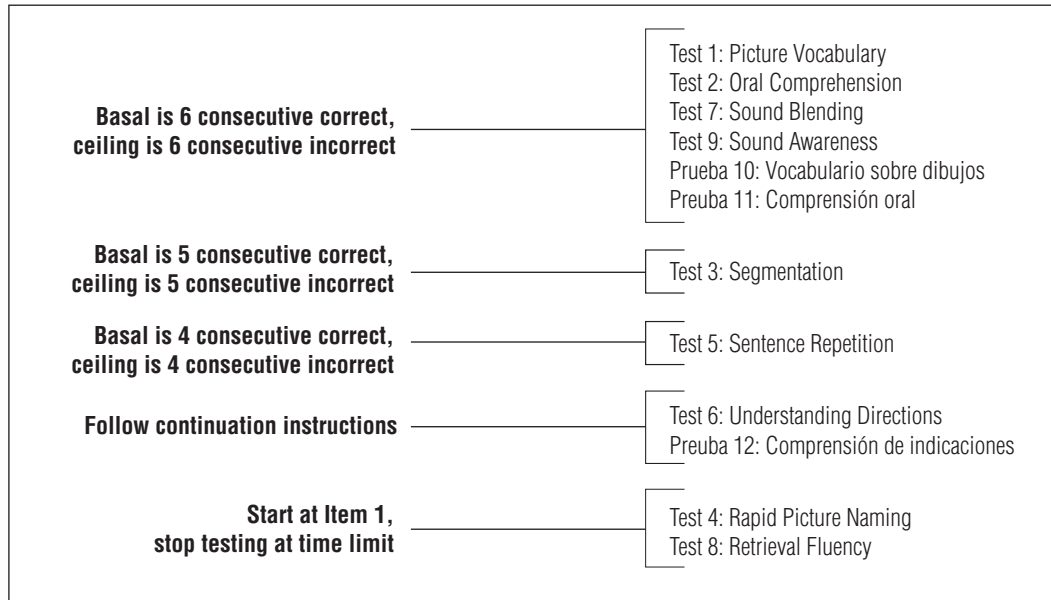 Basal is 6 consecutive correct,
ceiling is 6 consecutive incorrect
Test 1: Picture Vocabulary
Test 2: Oral Comprehension
Test 7: Sound Blending
Test 9: Sound Awareness
Prueba 10: Vocabulario sobre dibujos
Preuba 11: Comprensión oral
Basal is 5 consecutive correct,
ceiling is 5 consecutive incorrect
Test 3: Segmentation
Basal is 4 consecutive correct,
ceiling is 4 consecutive incorrect
Test 5: Sentence Repetition
Follow continuation instructions
Test 6: Understanding Directions
Preuba 12: Comprensión de indicaciones
Start at Item 1,
stop testing at time limit
Test 4: Rapid Picture Naming
Test 8: Retrieval Fluency